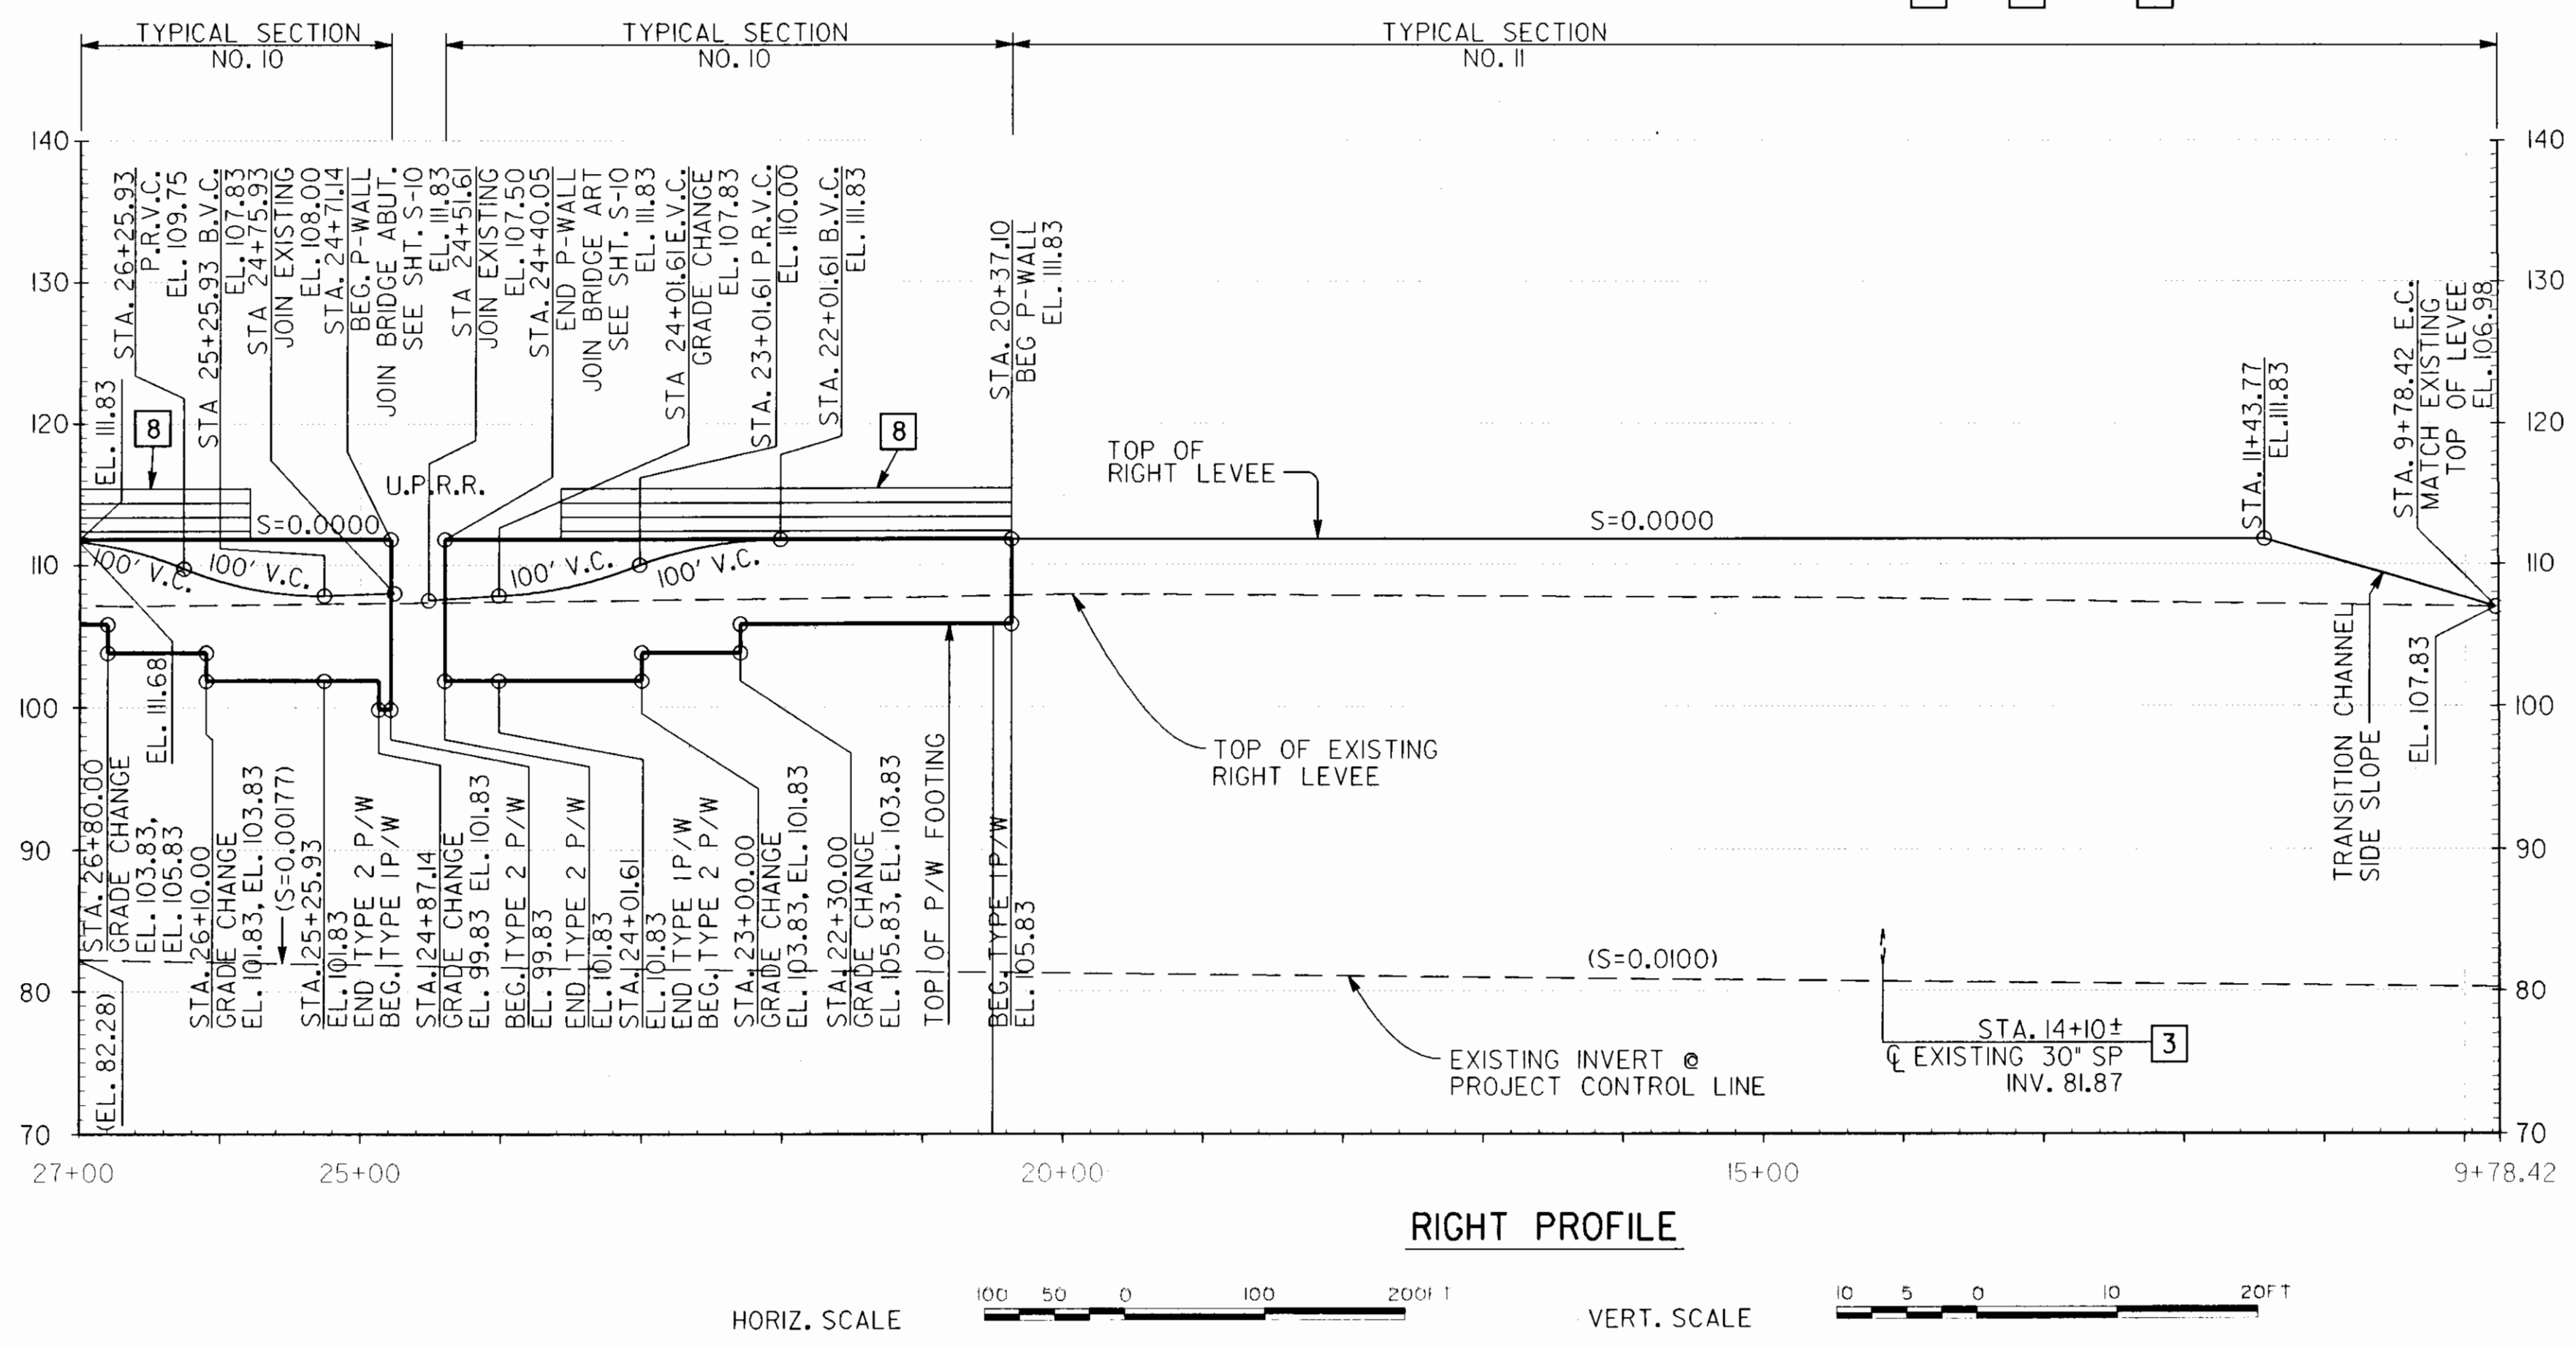 TYPICAL SECTION
NO. 10
TYPICAL SECTION
NO. 10
TYPICAL SECTION
NO. 11
140
130
120
110
100
90
80
70
140
130
120
110
100
90
80
70
EL. 111.83
8
STA. 26+25.93
P.R.V.C.
EL. 109.75
STA 25+25.93 B.V.C.
EL. 107.83
STA 24+75.93
JOIN EXISTING
EL. 108.00
STA. 24+71.14
BEG. P-WALL
JOIN BRIDGE ABUT.
SEE SHT. S-10
EL. 111.83
STA 24+51.61
JOIN EXISTING
EL. 107.50
STA. 24+40.05
END P-WALL
JOIN BRIDGE ART
SEE SHT. S-10
EL. 111.83
STA 24+01.61 E.V.C.
GRADE CHANGE
EL. 107.83
STA. 23+01.61 P.R.V.C.
EL. 110.00
STA. 22+01.61 B.V.C.
EL. 111.83
8
STA. 20+37.10
BEG P-WALL
EL. 111.83
U.P.R.R.
S=0.0000
100' V.C.
100' V.C.
100' V.C.
100' V.C.
TOP OF
RIGHT LEVEE
S=0.0000
STA. 11+43.77
EL. 111.83
STA. 9+78.42 E.C.
MATCH EXISTING
TOP OF LEVEE
EL. 106.98
EL. 107.83
TRANSITION CHANNEL
SIDE SLOPE
TOP OF EXISTING
RIGHT LEVEE
EL. 111.68
STA. 26+80.00
GRADE CHANGE
EL. 103.83,
EL. 105.83
STA. 26+10.00
GRADE CHANGE
EL. 101.83, EL. 103.83
(S=0.00177)
STA. 25+25.93
EL. 101.83
END TYPE 2 P/W
BEG. TYPE 1P/W
STA. 24+87.14
GRADE CHANGE
EL. 99.83 EL. 101.83
BEG. TYPE 2 P/W
EL. 99.83
END TYPE 2 P/W
EL. 101.83
STA. 24+01.61
EL. 101.83
END TYPE 1P/W
BEG. TYPE 2 P/W
STA. 23+00.00
GRADE CHANGE
EL. 103.83, EL. 101.83
STA. 22+30.00
GRADE CHANGE
EL. 105.83, EL. 103.83
TOP OF P/W FOOTING
BEG. TYPE 1P/W
EL. 105.83
(EL. 82.28)
(S=0.0100)
EXISTING INVERT @
PROJECT CONTROL LINE
STA. 14+10±
℄ EXISTING 30" SP
INV. 81.87
3
27+00
25+00
20+00
15+00
9+78.42
RIGHT PROFILE
HORIZ. SCALE
100 50 0 100 200FT
VERT. SCALE
10 5 0 10 20FT